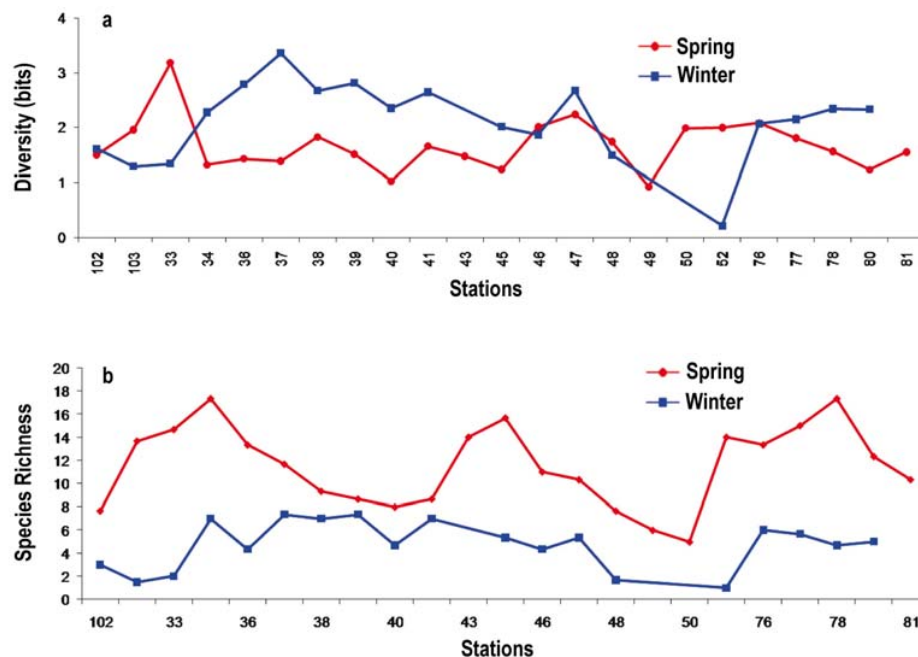 a
4
3
2
1
0
Diversity (bits)
Spring
Winter
102 103 33 34 36 37 38 39 40 41 43 45 46 47 48 49 50 52 76 77 78 80 81
Stations
b
20
18
16
14
12
10
8
6
4
2
0
Species Richness
Spring
Winter
102 33 36 38 40 43 46 48 50 76 78 81
Stations